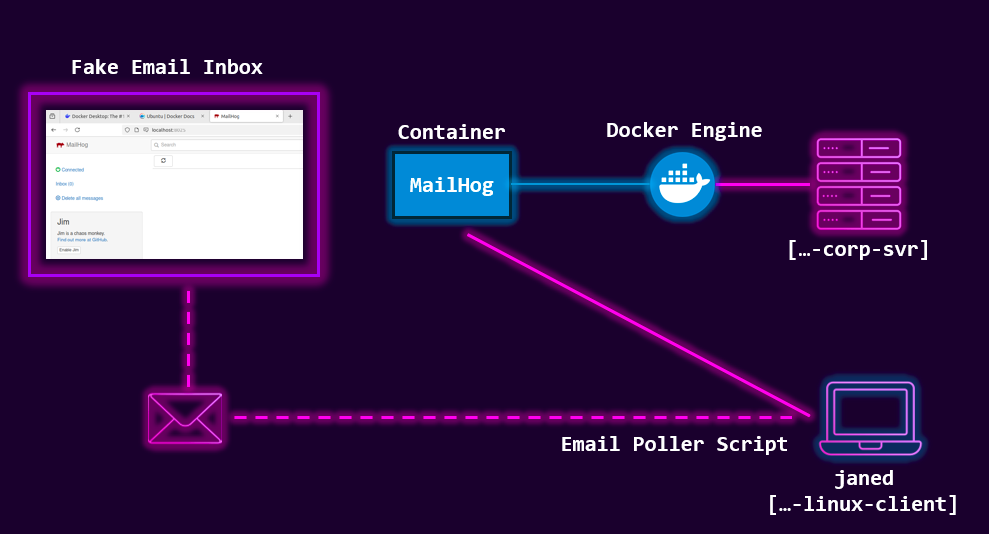 Fake Email Inbox
Docker Desktop: The #
Ubuntu | Docker Docs
MailHog
localhost
MailHog
Search
Connected
Inbox (0)
Delete all messages
Jim
Jim is a chaos monkey.
Find out more at GitHub.
Enable Jim
Container
MailHog
Docker Engine
[…-corp-svr]
Email Poller Script
janed
[…-linux-client]